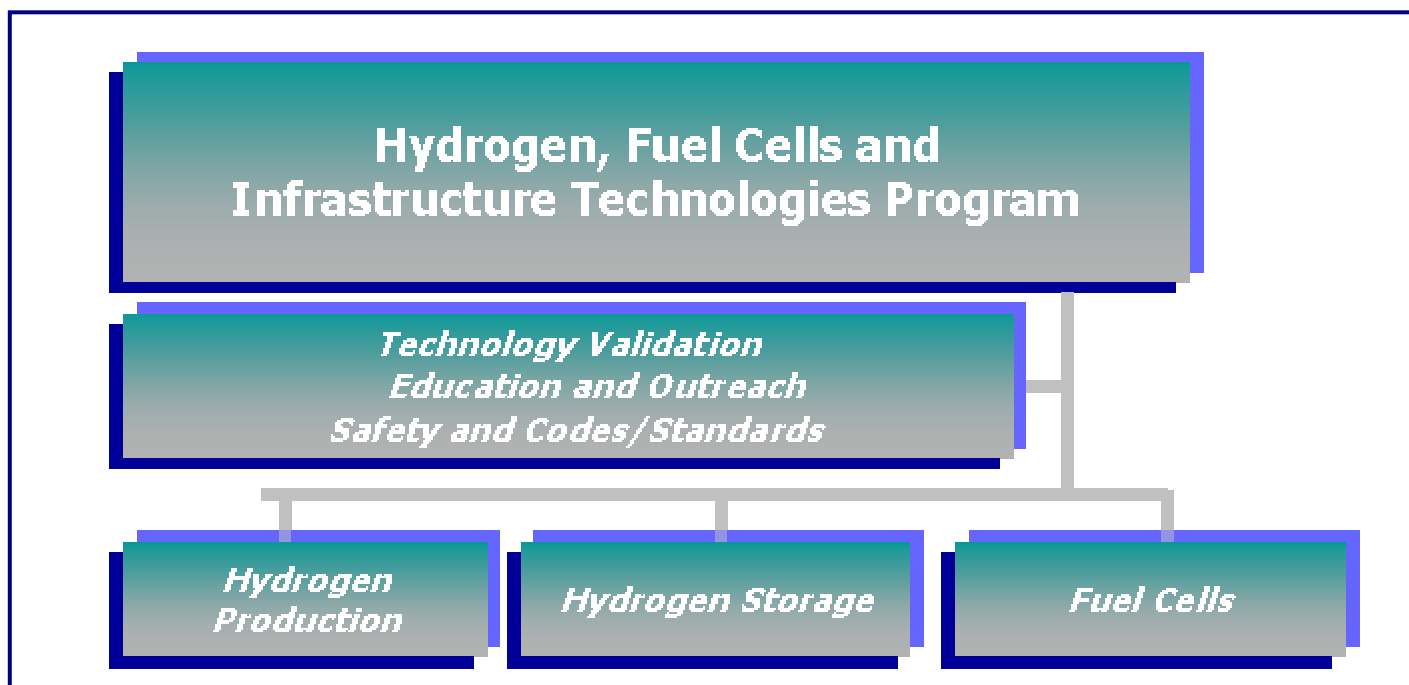 Hydrogen, Fuel Cells and
Infrastructure Technologies Program
Technology Validation
Education and Outreach
Safety and Codes/Standards
Hydrogen
Production
Hydrogen Storage
Fuel Cells